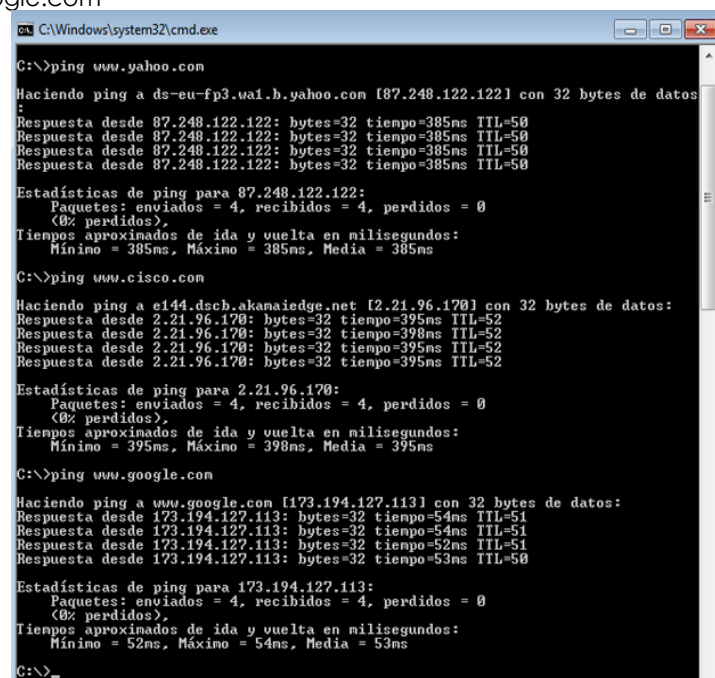 ogle.com
C:\Windows\system32\cmd.exe
C:\>ping www.yahoo.com
Haciendo ping a ds-eu-fp3.wa1.b.yahoo.com [87.248.122.122] con 32 bytes de datos
:
Respuesta desde 87.248.122.122: bytes=32 tiempo=385ms TTL=50
Respuesta desde 87.248.122.122: bytes=32 tiempo=385ms TTL=50
Respuesta desde 87.248.122.122: bytes=32 tiempo=385ms TTL=50
Respuesta desde 87.248.122.122: bytes=32 tiempo=385ms TTL=50
Estadísticas de ping para 87.248.122.122:
Paquetes: enviados = 4, recibidos = 4, perdidos = 0
(0% perdidos),
Tiempos aproximados de ida y vuelta en milisegundos:
Mínimo = 385ms, Máximo = 385ms, Media = 385ms
C:\>ping www.cisco.com
Haciendo ping a e144.dscb.akamaiedge.net [2.21.96.170] con 32 bytes de datos:
Respuesta desde 2.21.96.170: bytes=32 tiempo=395ms TTL=52
Respuesta desde 2.21.96.170: bytes=32 tiempo=398ms TTL=52
Respuesta desde 2.21.96.170: bytes=32 tiempo=395ms TTL=52
Respuesta desde 2.21.96.170: bytes=32 tiempo=395ms TTL=52
Estadísticas de ping para 2.21.96.170:
Paquetes: enviados = 4, recibidos = 4, perdidos = 0
(0% perdidos),
Tiempos aproximados de ida y vuelta en milisegundos:
Mínimo = 395ms, Máximo = 398ms, Media = 395ms
C:\>ping www.google.com
Haciendo ping a www.google.com [173.194.127.113] con 32 bytes de datos:
Respuesta desde 173.194.127.113: bytes=32 tiempo=54ms TTL=51
Respuesta desde 173.194.127.113: bytes=32 tiempo=54ms TTL=51
Respuesta desde 173.194.127.113: bytes=32 tiempo=52ms TTL=51
Respuesta desde 173.194.127.113: bytes=32 tiempo=53ms TTL=50
Estadísticas de ping para 173.194.127.113:
Paquetes: enviados = 4, recibidos = 4, perdidos = 0
(0% perdidos),
Tiempos aproximados de ida y vuelta en milisegundos:
Mínimo = 52ms, Máximo = 54ms, Media = 53ms
C:\>_